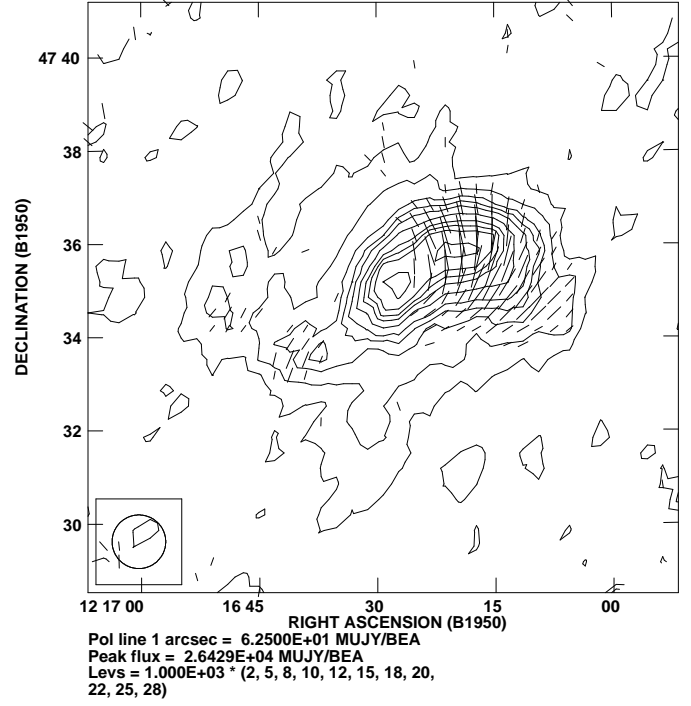 DECLINATION (B1950)
47 40
38
36
34
32
30
12 17 00
16 45
30
15
00
RIGHT ASCENSION (B1950)
Pol line 1 arcsec = 6.2500E+01 MUJY/BEA
Peak flux = 2.6429E+04 MUJY/BEA
Levs = 1.000E+03 * (2, 5, 8, 10, 12, 15, 18, 20,
22, 25, 28)